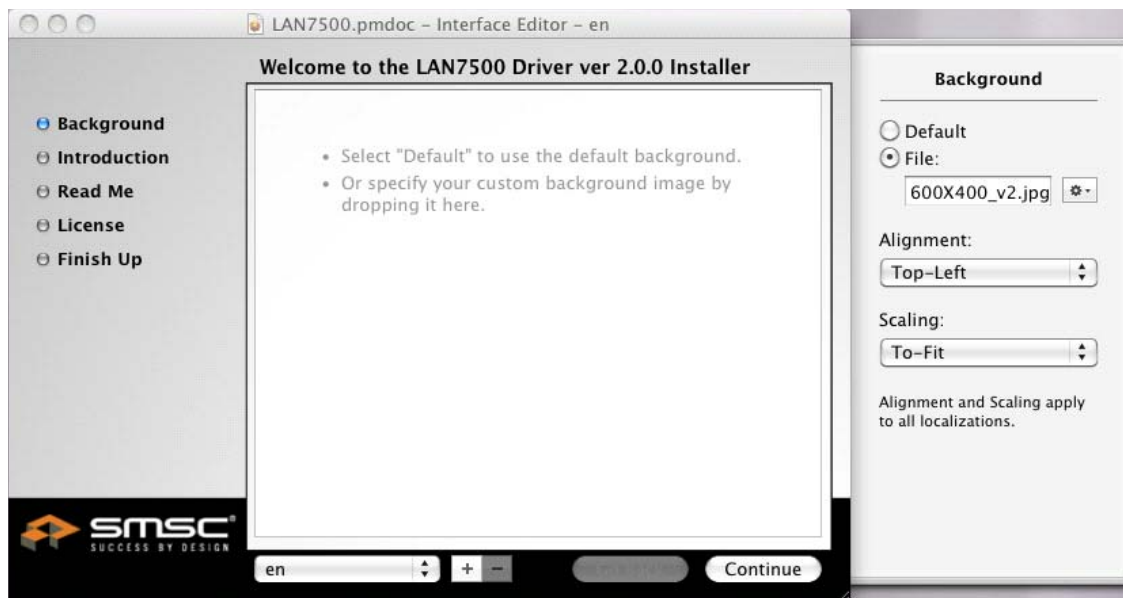 LAN7500.pmdoc – Interface Editor – en
Welcome to the LAN7500 Driver ver 2.0.0 Installer
Background
Introduction
Read Me
License
Finish Up
• Select "Default" to use the default background.
• Or specify your custom background image by
dropping it here.
SMSC®
SUCCESS BY DESIGN
en
+ −
Continue
Background
Default
File:
600X400_v2.jpg
Alignment:
Top-Left
Scaling:
To-Fit
Alignment and Scaling apply
to all localizations.